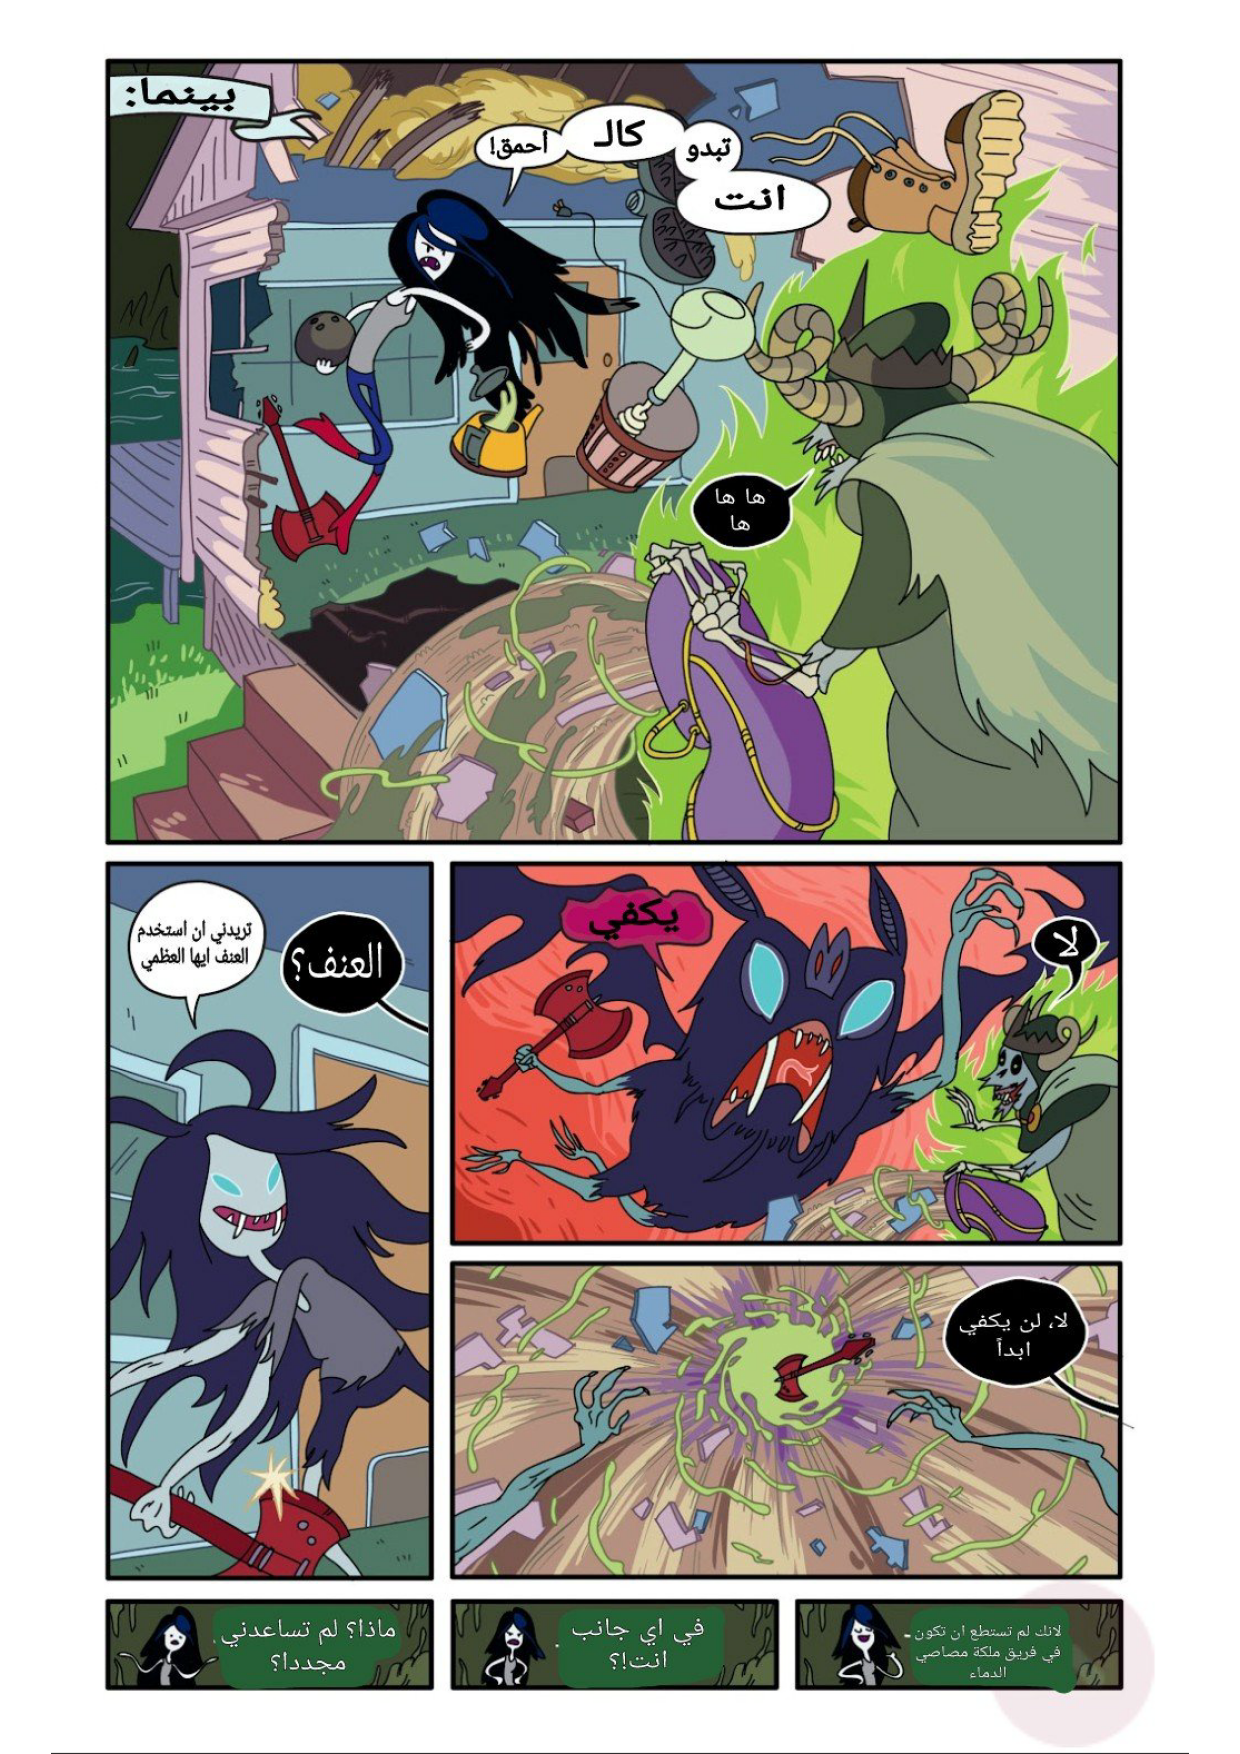 بينما:
انت
تبدو
كالـ
أحمق!
ها ها
ها
لا
يكفي
العنف؟
تريدني ان استخدم
العنف ايها العظمي
لا، لن يكفي
ابداً
لانك لم تستطع ان تكون
في فريق ملكة مصاصي
الدماء
في اي جانب
انت!؟
ماذا؟ لم تساعدني
مجددا؟